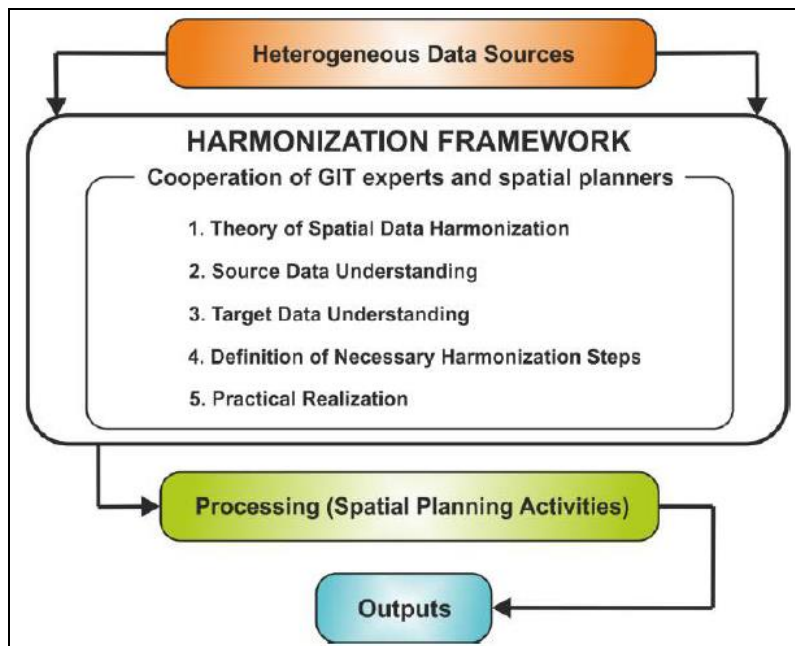 Heterogeneous Data Sources
HARMONIZATION FRAMEWORK
Cooperation of GIT experts and spatial planners
1. Theory of Spatial Data Harmonization
2. Source Data Understanding
3. Target Data Understanding
4. Definition of Necessary Harmonization Steps
5. Practical Realization
Processing (Spatial Planning Activities)
Outputs